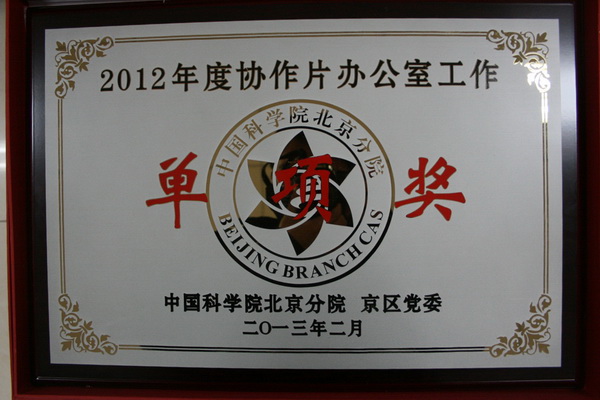 2012年度协作片办公室工作
中国科学院北京分院
单项奖
BEIJING BRANCH CAS
中国科学院北京分院 京区党委
二〇一三年二月